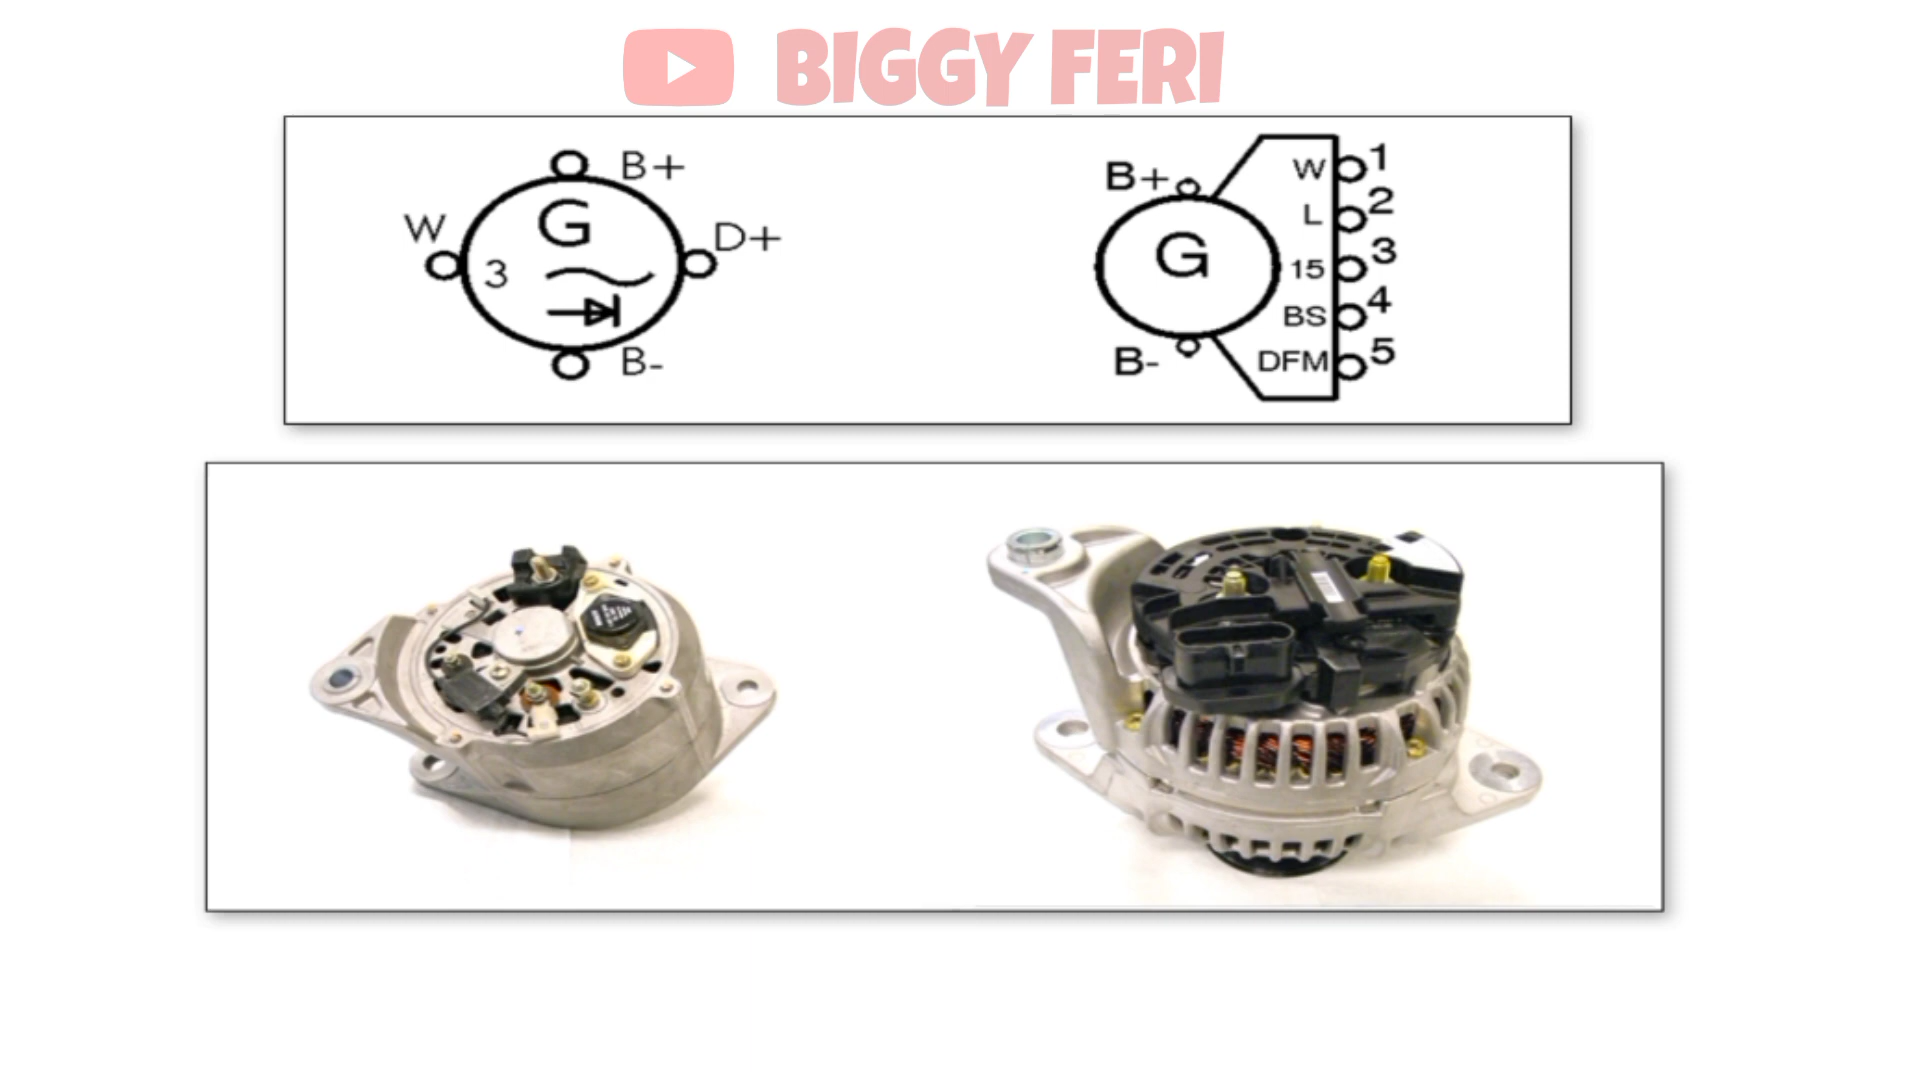 BIGGY FERI
B+
G
W
D+
3
B-
B+
G
B-
W 1
L 2
15 3
BS 4
DFM 5